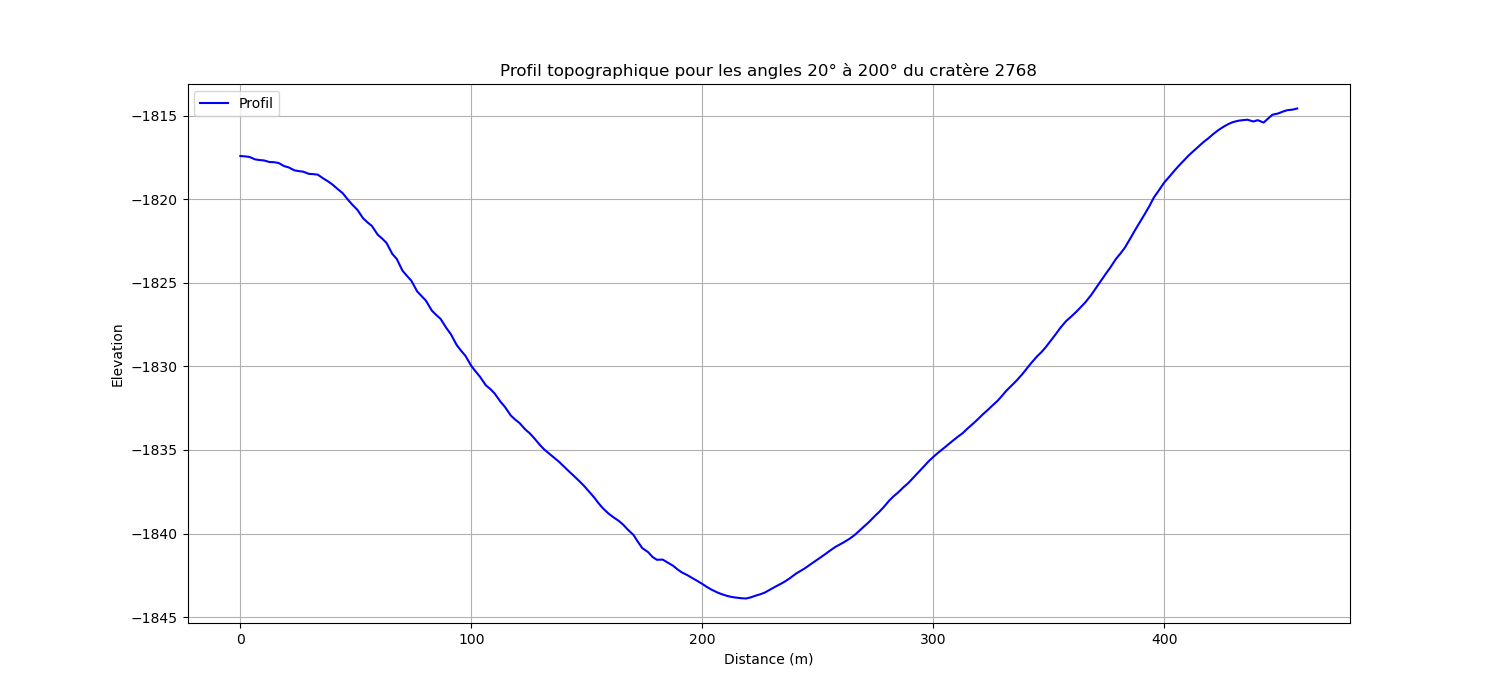 Profil topographique pour les angles 20° à 200° du cratère 2768
Profil
−1815
−1820
−1825
−1830
−1835
−1840
−1845
Elevation
0 100 200 300 400
Distance (m)